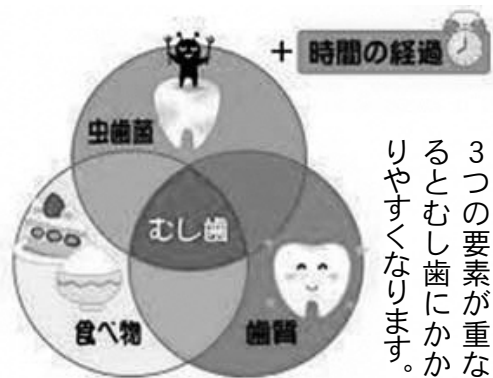 + 時間の経過
虫歯菌
むし歯
食べ物
歯質
3つの要素が重な
るとむし歯にかか
りやすくなります。